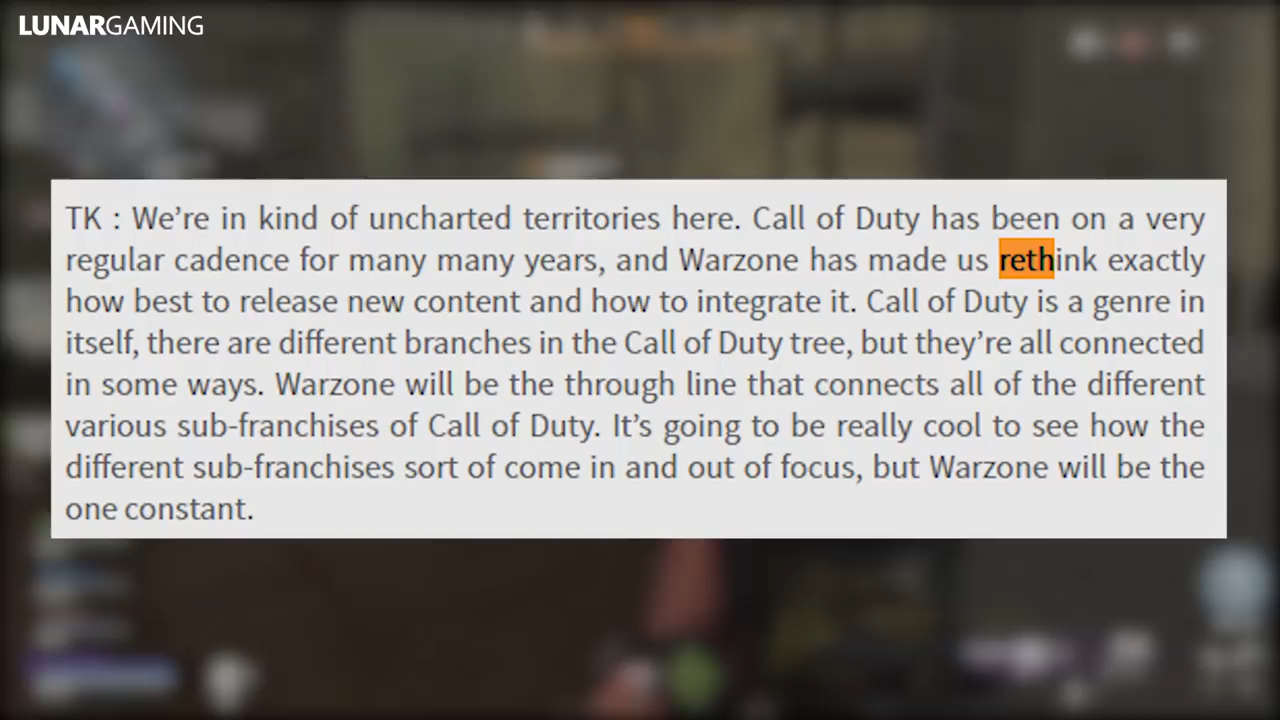 LUNARGAMING
TK : We’re in kind of uncharted territories here. Call of Duty has been on a very
regular cadence for many many years, and Warzone has made us rethink exactly
how best to release new content and how to integrate it. Call of Duty is a genre in
itself, there are different branches in the Call of Duty tree, but they’re all connected
in some ways. Warzone will be the through line that connects all of the different
various sub-franchises of Call of Duty. It’s going to be really cool to see how the
different sub-franchises sort of come in and out of focus, but Warzone will be the
one constant.